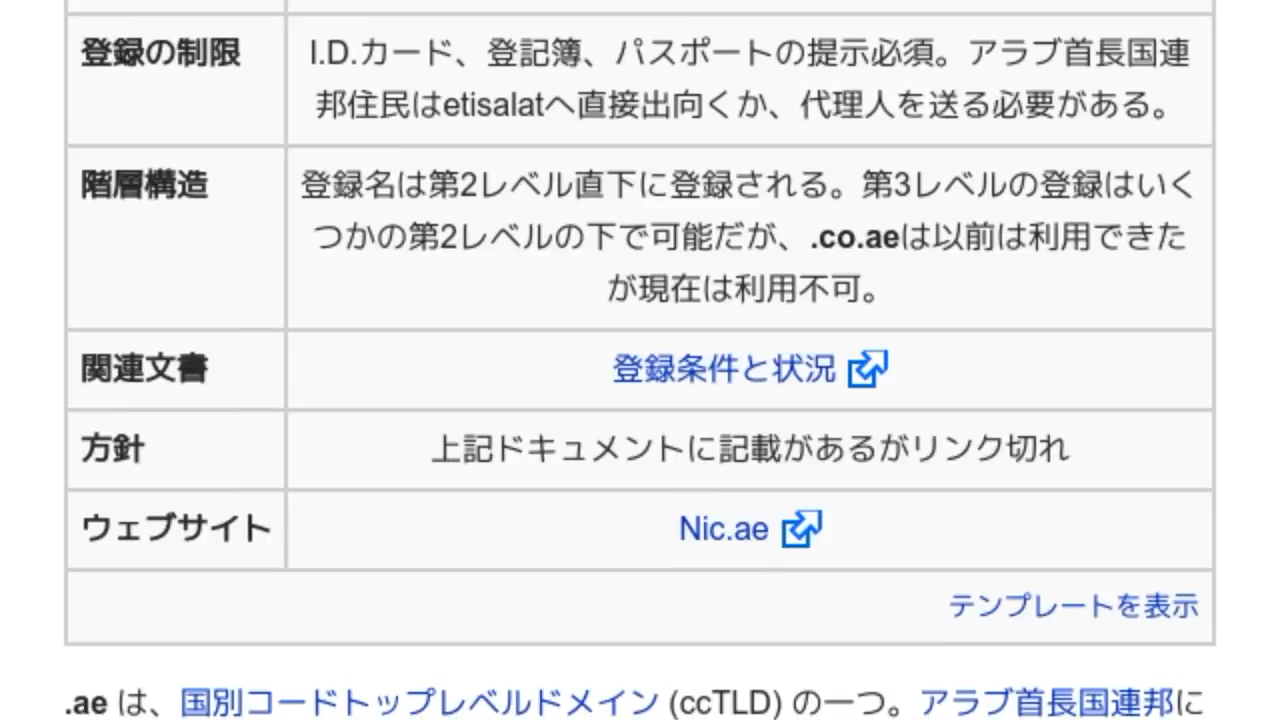 登録の制限
I.D.カード、登記簿、パスポートの提示必須。アラブ首長国連
邦住民はetisalatへ直接出向くか、代理人を送る必要がある。
階層構造
登録名は第2レベル直下に登録される。第3レベルの登録はいく
つかの第2レベルの下で可能だが、.co.aeは以前は利用できた
が現在は利用不可。
関連文書
登録条件と状況
方針
上記ドキュメントに記載があるがリンク切れ
ウェブサイト
Nic.ae
テンプレートを表示
.ae は、国別コードトップレベルドメイン (ccTLD) の一つ。アラブ首長国連邦に